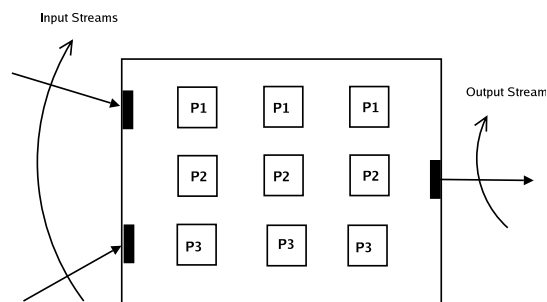 Input Streams
P1 P1 P1
Output Stream
P2 P2 P2
P3 P3 P3